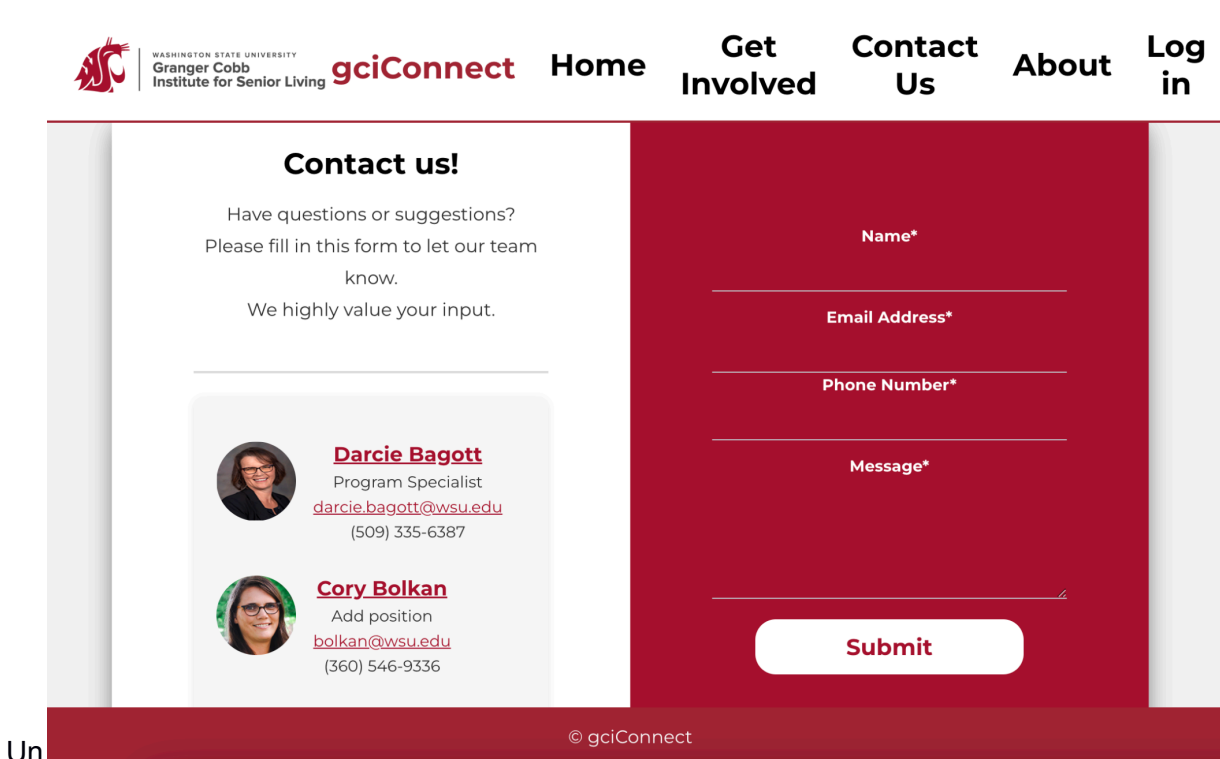 WASHINGTON STATE UNIVERSITY
Granger Cobb
Institute for Senior Living
gciConnect
Home
Get
Involved
Contact
Us
About
Log
in
Contact us!
Have questions or suggestions?
Please fill in this form to let our team
know.
We highly value your input.
Darcie Bagott
Program Specialist
darcie.bagott@wsu.edu
(509) 335-6387
Cory Bolkan
Add position
bolkan@wsu.edu
(360) 546-9336
Name*
Email Address*
Phone Number*
Message*
Submit
© gciConnect
Un